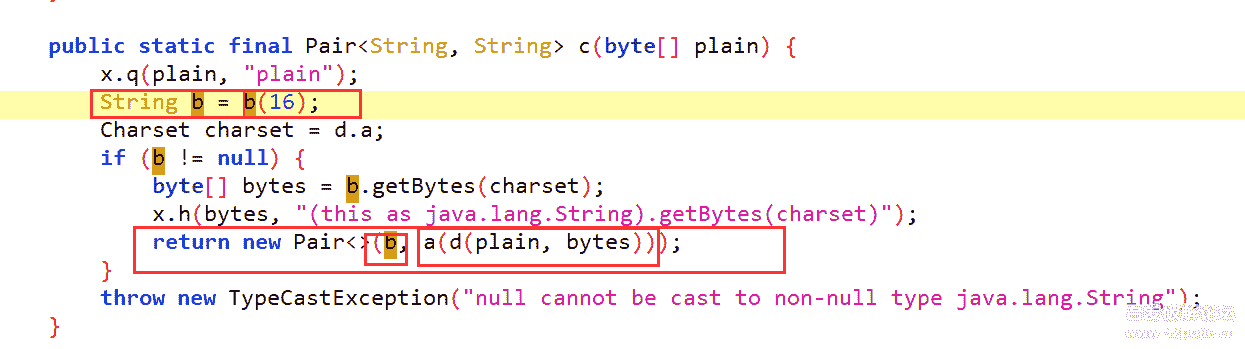 public static final Pair<String, String> c(byte[] plain) {
x.q(plain, "plain");
String b = b(16);
Charset charset = d.a;
if (b != null) {
byte[] bytes = b.getBytes(charset);
x.h(bytes, "(this as java.lang.String).getBytes(charset)");
return new Pair<>(b, a(d(plain, bytes)));
}
throw new TypeCastException("null cannot be cast to non-null type java.lang.String");
}